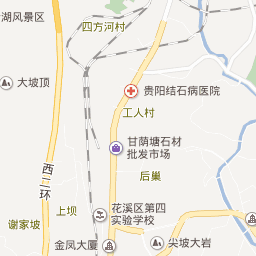 湖风景区
四方河村
大坡顶
贵阳结石病医院
工人村
甘荫塘石材
批发市场
西二环
后巢
上坝
谢家坡
花溪区第四
实验学校
金凤大厦
尖坡大岩